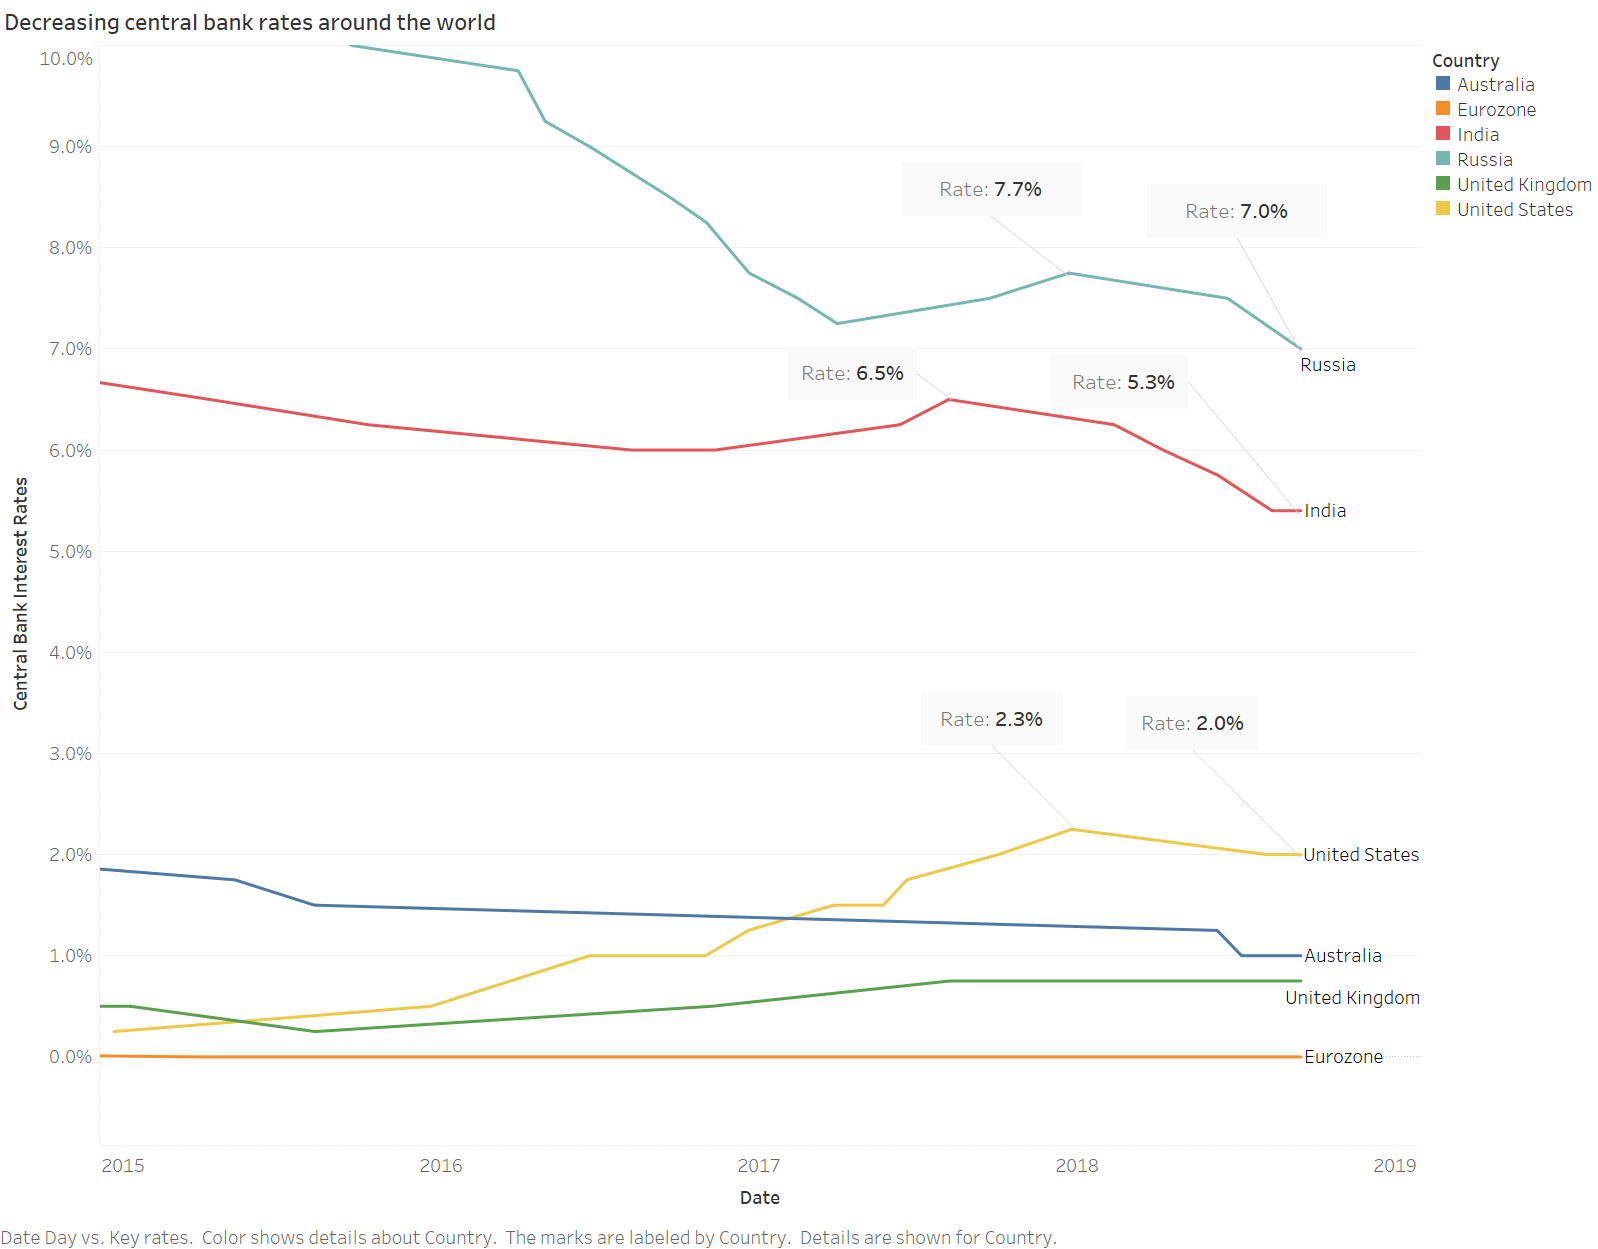 Decreasing central bank rates around the world
Country
Australia
Eurozone
India
Russia
United Kingdom
United States
Central Bank Interest Rates
10.0%
9.0%
8.0%
7.0%
6.0%
5.0%
4.0%
3.0%
2.0%
1.0%
0.0%
Rate: 7.7%
Rate: 7.0%
Russia
Rate: 6.5%
Rate: 5.3%
India
Rate: 2.3%
Rate: 2.0%
United States
Australia
United Kingdom
Eurozone
2015
2016
2017
2018
2019
Date
Date Day vs. Key rates.  Color shows details about Country.  The marks are labeled by Country.  Details are shown for Country.